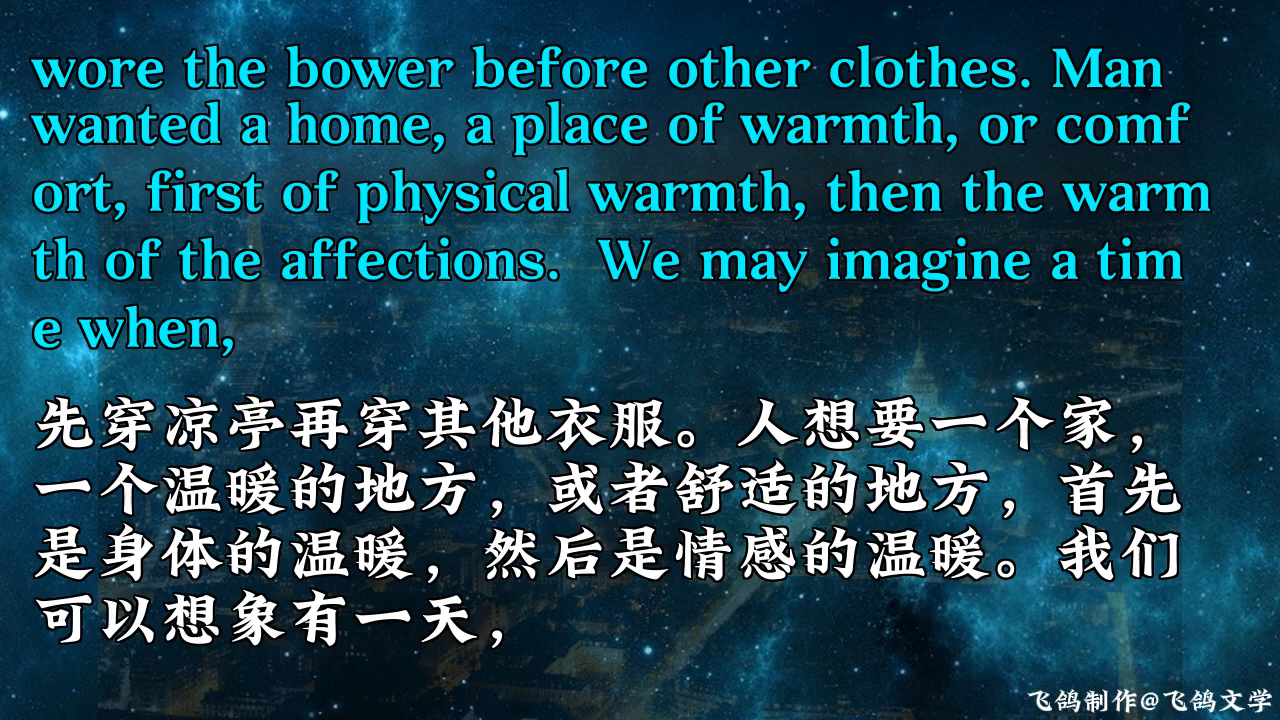 wore the bower before other clothes. Man
wanted a home, a place of warmth, or comf
ort, first of physical warmth, then the warm
th of the affections.  We may imagine a tim
e when,
先穿凉亭再穿其他衣服。人想要一个家，
一个温暖的地方，或者舒适的地方，首先
是身体的温暖，然后是情感的温暖。我们
可以想象有一天，
飞鸽制作@飞鸽文学